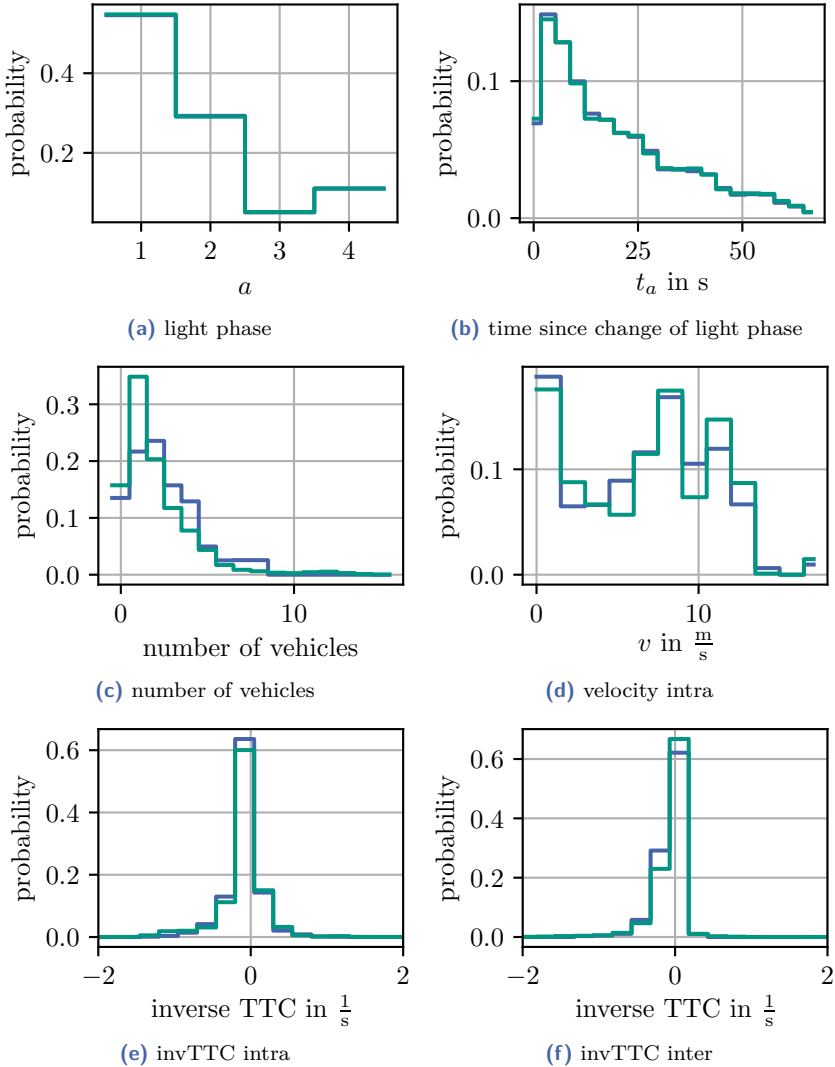 probability
0.4
0.2
1 2 3 4
a
(a) light phase
probability
0.1
0.0
0 25 50
t_a in s
(b) time since change of light phase
probability
0.3
0.2
0.1
0.0
0 10
number of vehicles
(c) number of vehicles
probability
0.1
0.0
0 10
v in m/s
(d) velocity intra
probability
0.6
0.4
0.2
0.0
−2 0 2
inverse TTC in 1/s
(e) invTTC intra
probability
0.6
0.4
0.2
0.0
−2 0 2
inverse TTC in 1/s
(f) invTTC inter